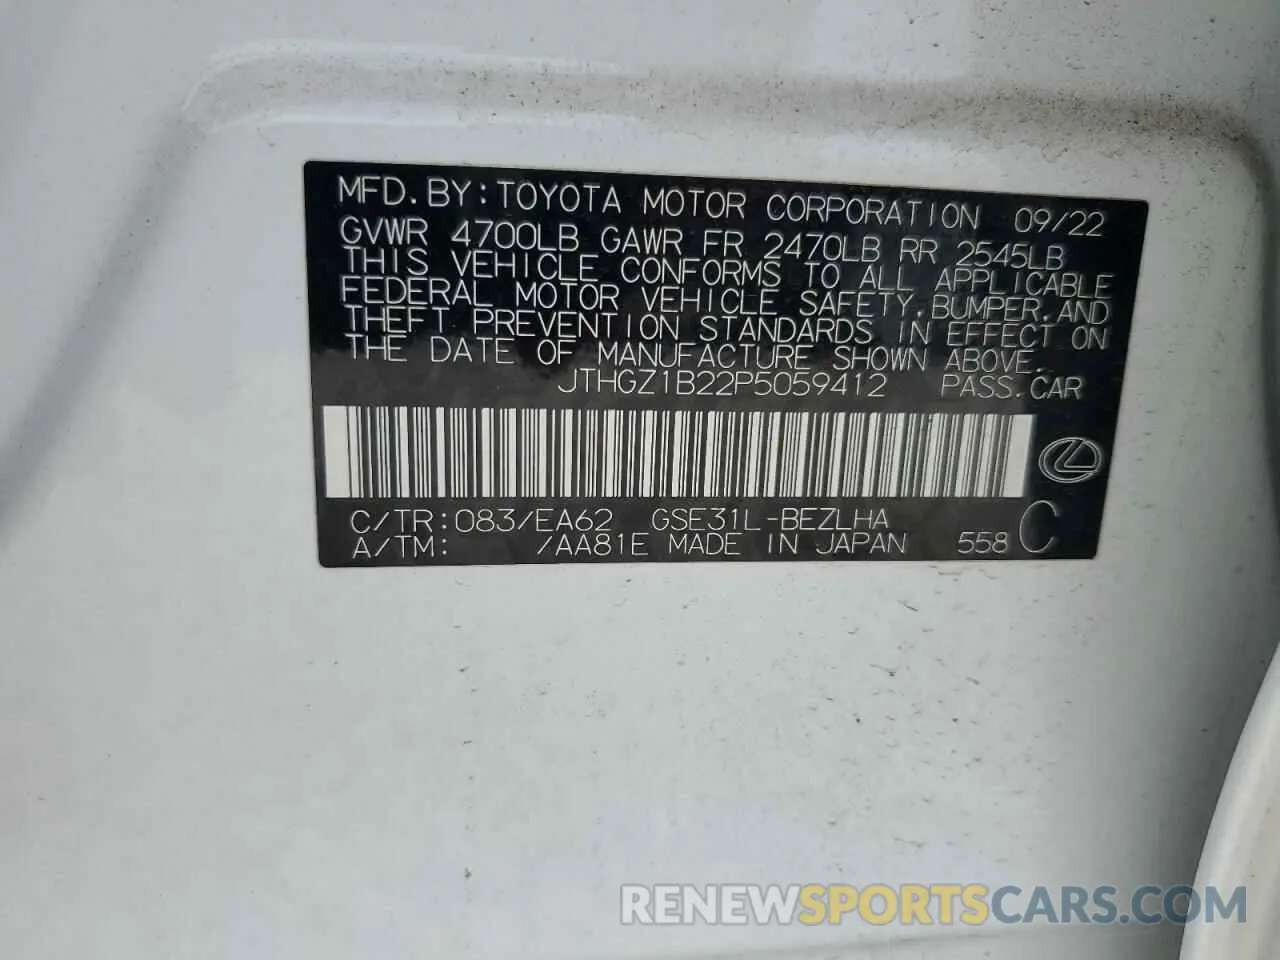 MFD.BY:TOYOTA MOTOR CORPORATION 09/22
GVWR 4700LB GAWR FR 2470LB RR 2545LB
THIS VEHICLE CONFORMS TO ALL APPLICABLE
FEDERAL MOTOR VEHICLE SAFETY,BUMPER,AND
THEFT PREVENTION STANDARDS IN EFFECT ON
THE DATE OF MANUFACTURE SHOWN ABOVE.
JTHGZ1B22P5059412 PASS.CAR
C/TR:083/EA62 GSE31L-BEZLHA
A/TM: /AA81E MADE IN JAPAN 558 C
RENEWSPORTSCARS.COM